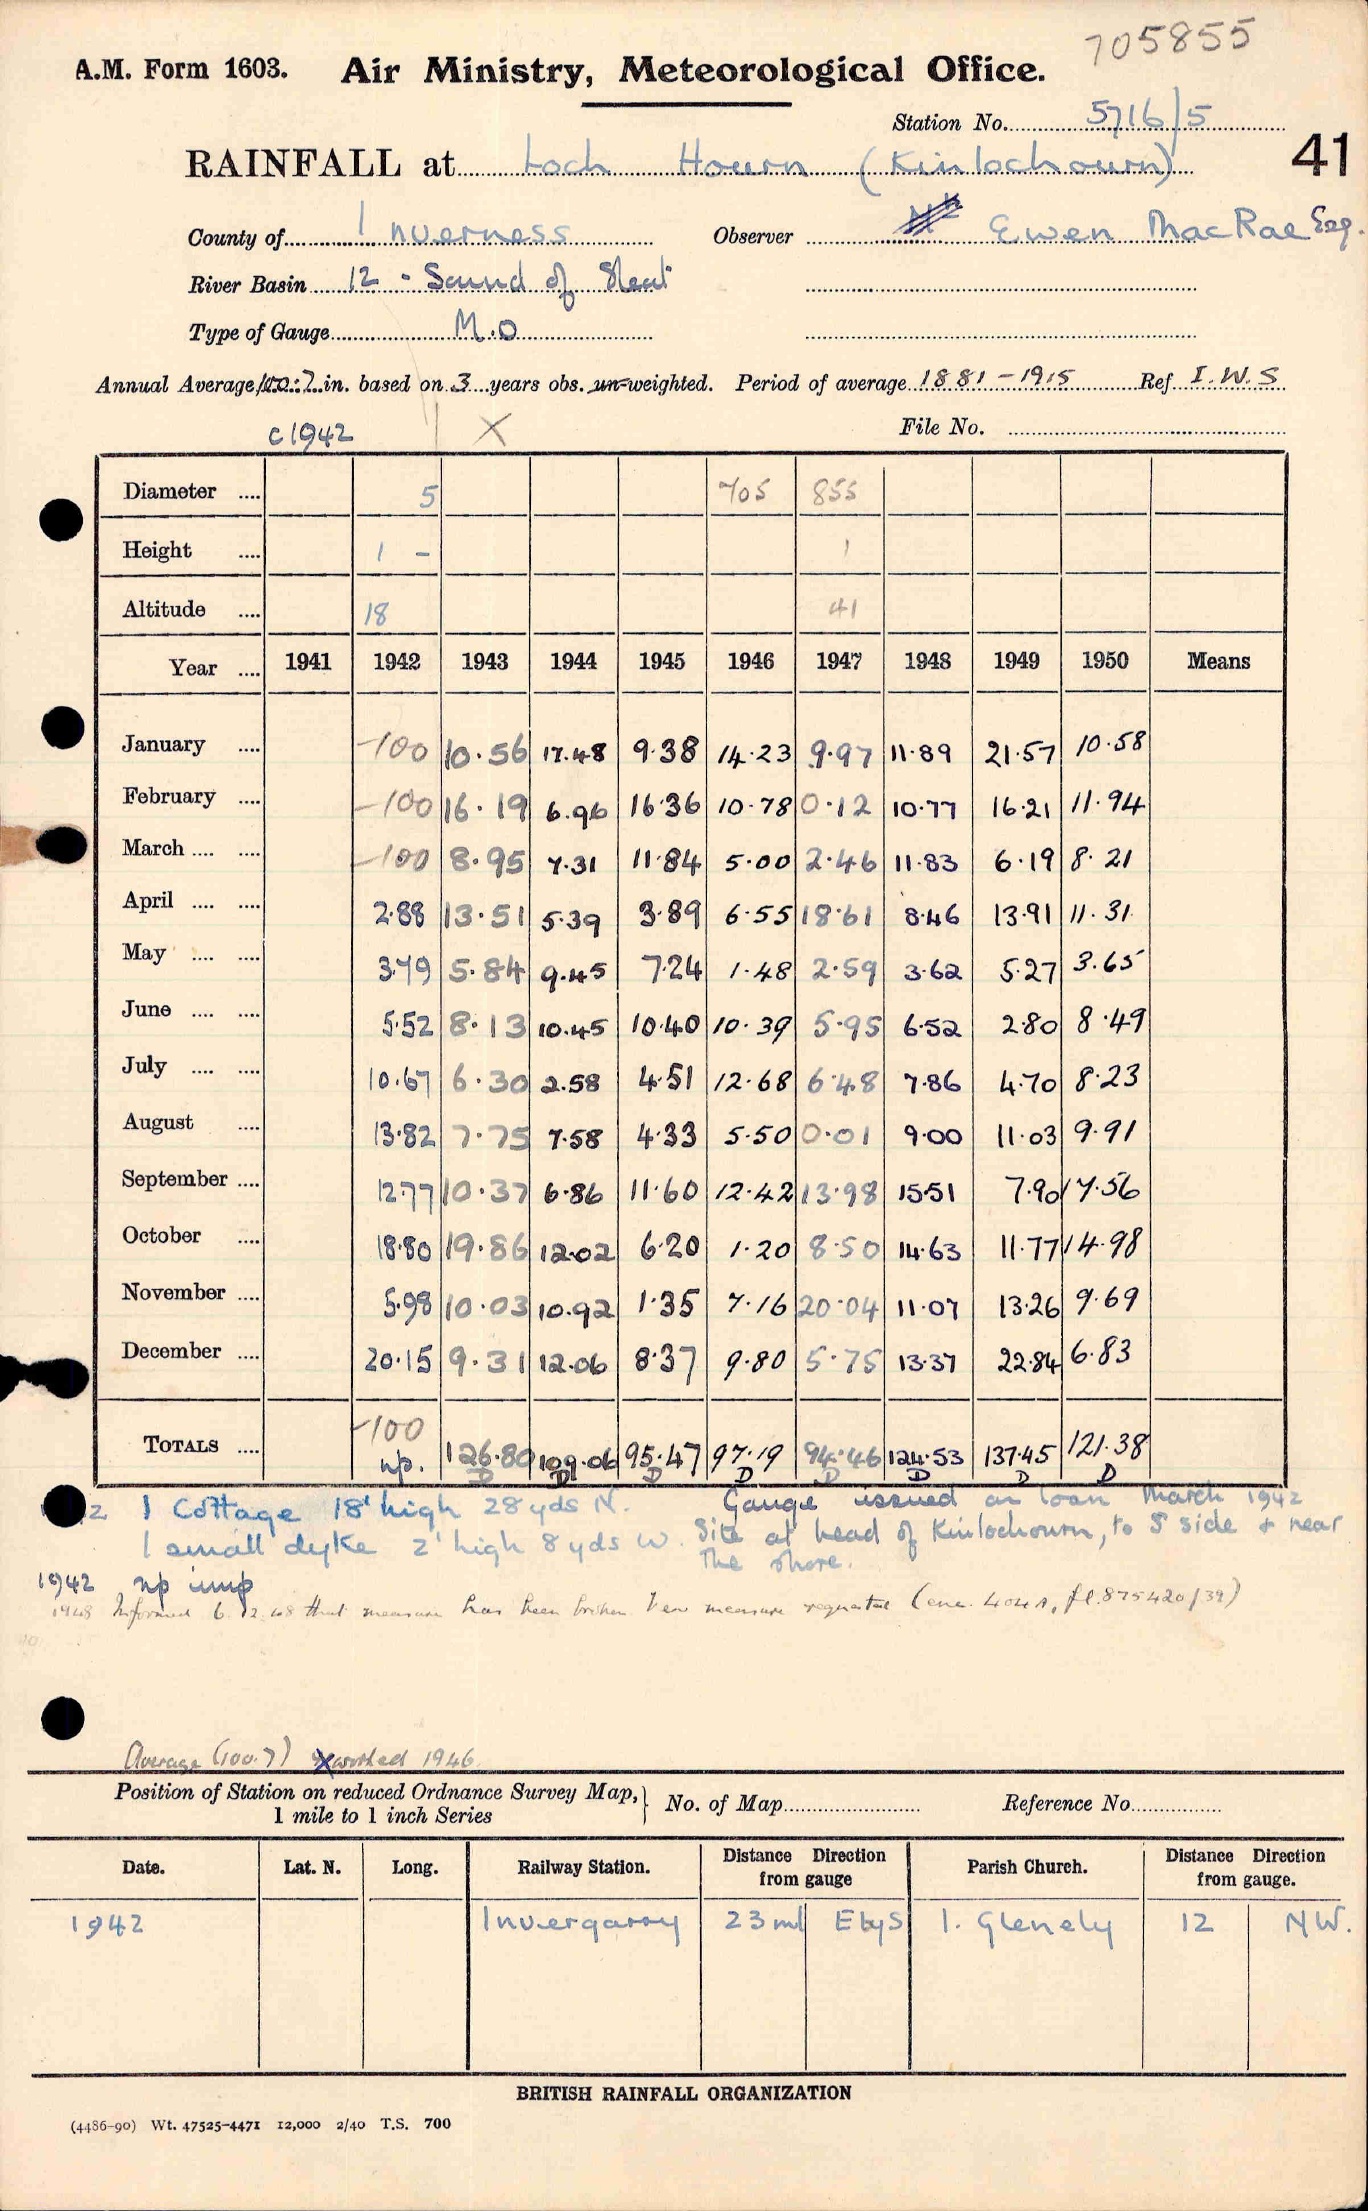 705855
A.M. Form 1603. Air Ministry, Meteorological Office.
Station No. 5716/5
RAINFALL at Loch Hourn (Kinlochourn) 41
County of Inverness Observer Ewen MacRae Esq.
River Basin 12 - Sound of Sleat
Type of Gauge M.O
Annual Average, 100.7 in. based on 3 years obs. un-weighted. Period of average 1881-1915 Ref I.W.S
File No.
c1942 X
Diameter .... 5 705 855
Height .... 1 - 1
Altitude .... 18 41
Year .... 1941 1942 1943 1944 1945 1946 1947 1948 1949 1950 Means
January .... -100 10.56 17.48 9.38 14.23 9.97 11.89 21.57 10.58
February .... -100 16.19 6.96 16.36 10.78 0.12 10.77 16.21 11.94
March .... .... -100 8.95 7.31 11.84 5.00 2.46 11.83 6.19 8.21
April .... .... 2.88 13.51 5.39 3.89 6.55 18.61 8.46 13.91 11.31
May .... .... 3.79 5.84 9.45 7.24 1.48 2.59 3.62 5.27 3.65
June .... .... 5.52 8.13 10.45 10.40 10.39 5.95 6.52 2.80 8.49
July .... .... 10.67 6.30 2.58 4.51 12.68 6.48 7.86 4.70 8.23
August .... 13.82 7.75 7.58 4.33 5.50 0.01 9.00 11.03 9.91
September .... 12.77 10.37 6.86 11.60 12.42 13.98 15.51 7.90 17.56
October .... 18.80 19.86 12.02 6.20 1.20 8.50 14.63 11.77 14.98
November .... 5.98 10.03 10.92 1.35 7.16 20.04 11.07 13.26 9.69
December .... 20.15 9.31 12.06 8.37 9.80 5.75 13.37 22.84 6.83
-100
TOTALS .... np. 126.80 109.06 95.47 97.19 94.46 124.53 137.45 121.38
D D D D D D D D
1 Cottage 18' high 28 yds N. Gauge issued on loan March 1942
1 small dyke 2' high 8 yds W. Site at head of Kinlochourn, to S side & near
the shore.
1942 np imp
1948 Informed 6.12.48 that measure has been broken. New measure requested (enc. 404A, fl.875420/39)
Average (100.7) worked 1946
Position of Station on reduced Ordnance Survey Map, 1 mile to 1 inch Series No. of Map Reference No.
Date. Lat. N. Long. Railway Station. Distance Direction from gauge Parish Church. Distance Direction from gauge.
1942 Invergarry 23 ml E by S 1. Glenely 12 NW.
BRITISH RAINFALL ORGANIZATION
(4486-90) Wt. 47525-4471 12,000 2/40 T.S. 700